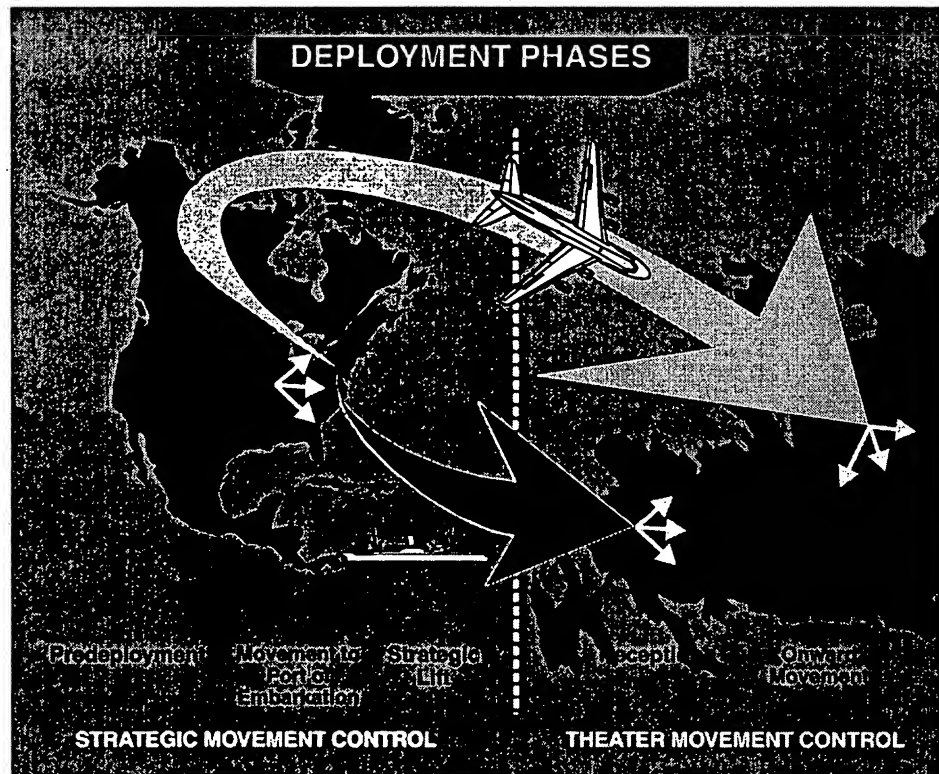 DEPLOYMENT PHASES
Predeployment
Movement to
Port of
Embarkation
Strategic
Lift
Onward
Movement
STRATEGIC MOVEMENT CONTROL
THEATER MOVEMENT CONTROL